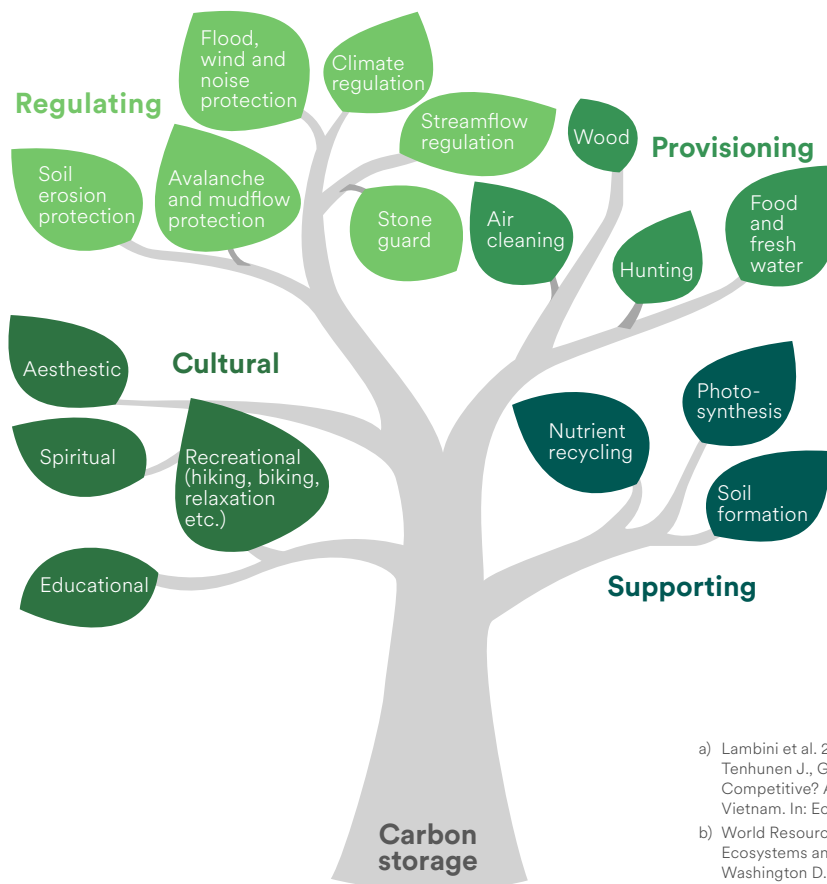 Flood,
wind and
noise
protection
Climate
regulation
Regulating
Streamflow
regulation
Wood
Provisioning
Soil
erosion
protection
Avalanche
and mudflow
protection
Stone
guard
Air
cleaning
Hunting
Food
and
fresh
water
Aesthestic
Cultural
Spiritual
Recreational
(hiking, biking,
relaxation
etc.)
Educational
Nutrient
recycling
Photo-
synthesis
Soil
formation
Supporting
Carbon
storage
a) Lambini et al. 2
Tenhunen J., G
Competitive? A
Vietnam. In: Ec
b) World Resourc
Ecosystems an
Washington D.